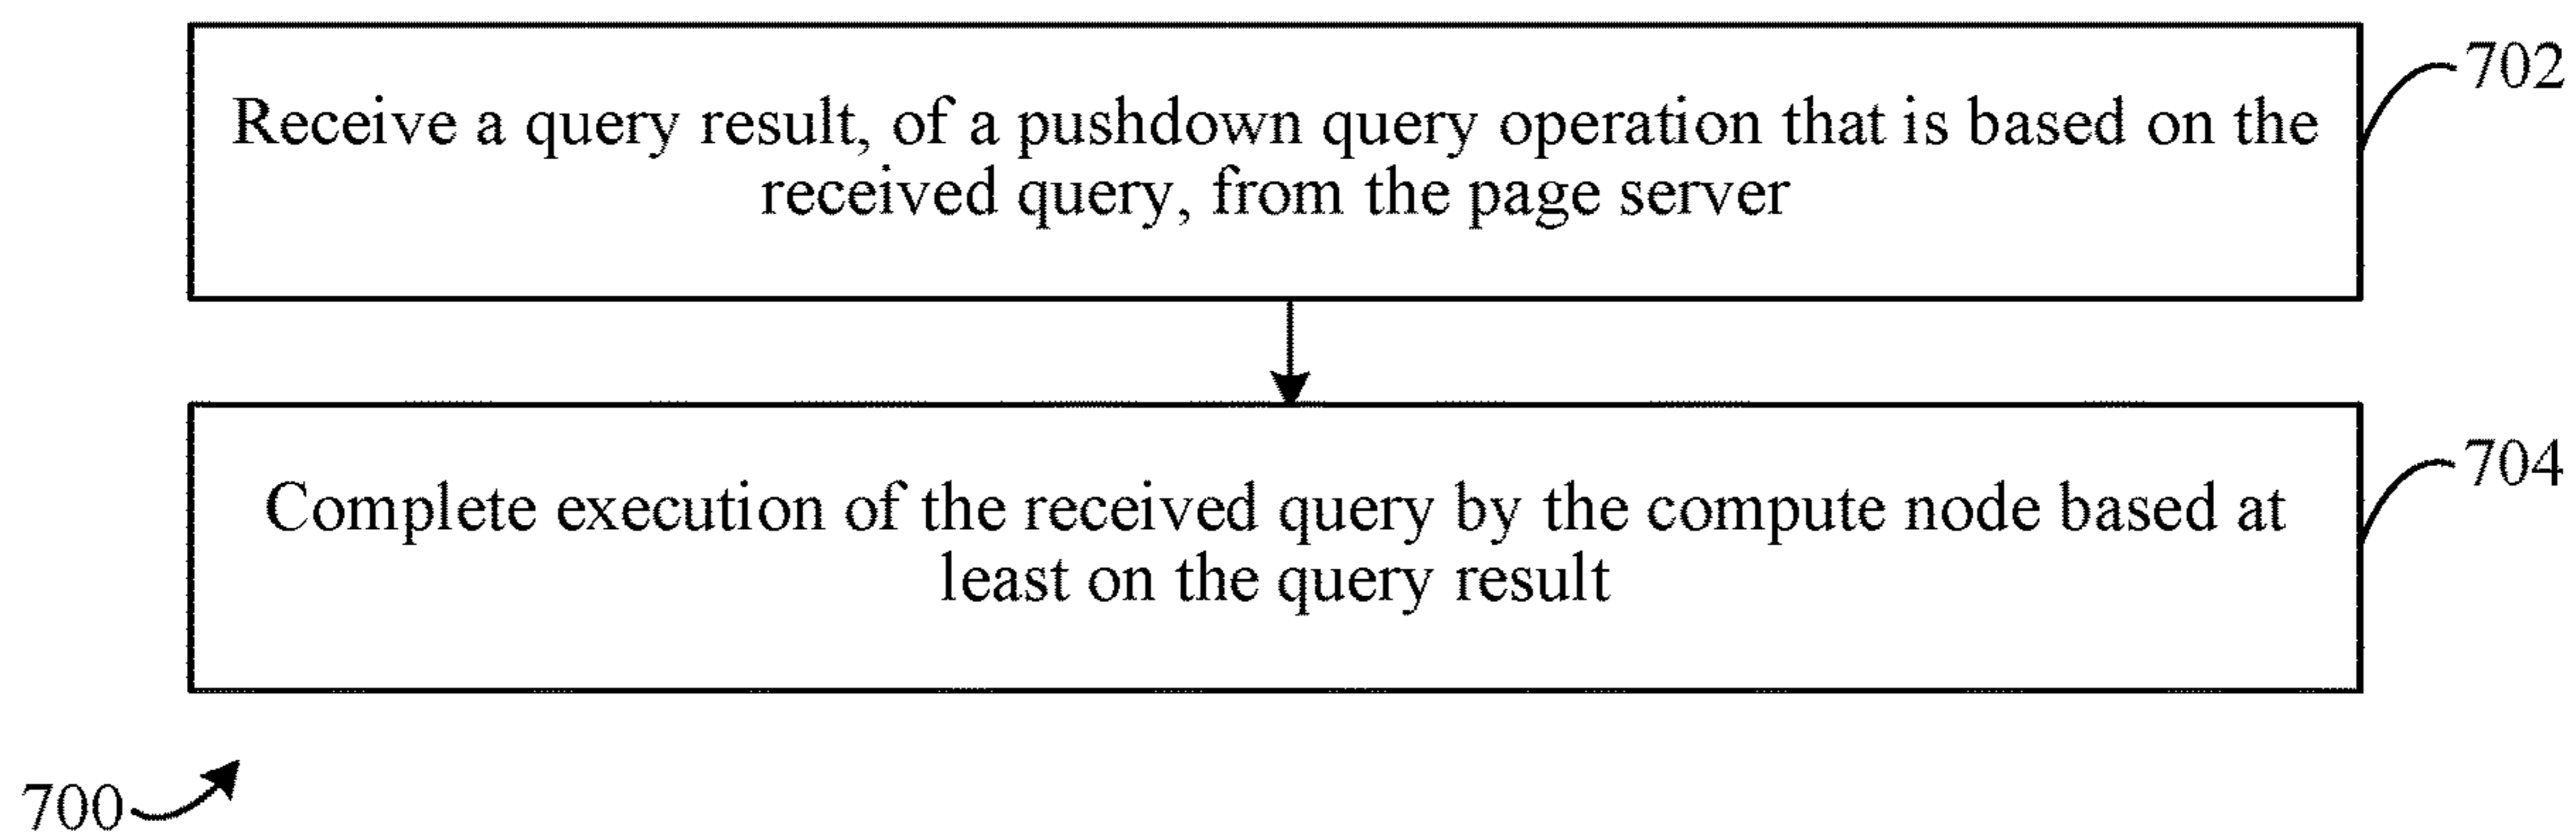 Receive a query result, of a pushdown query operation that is based on the
received query, from the page server
702
Complete execution of the received query by the compute node based at
least on the query result
704
700